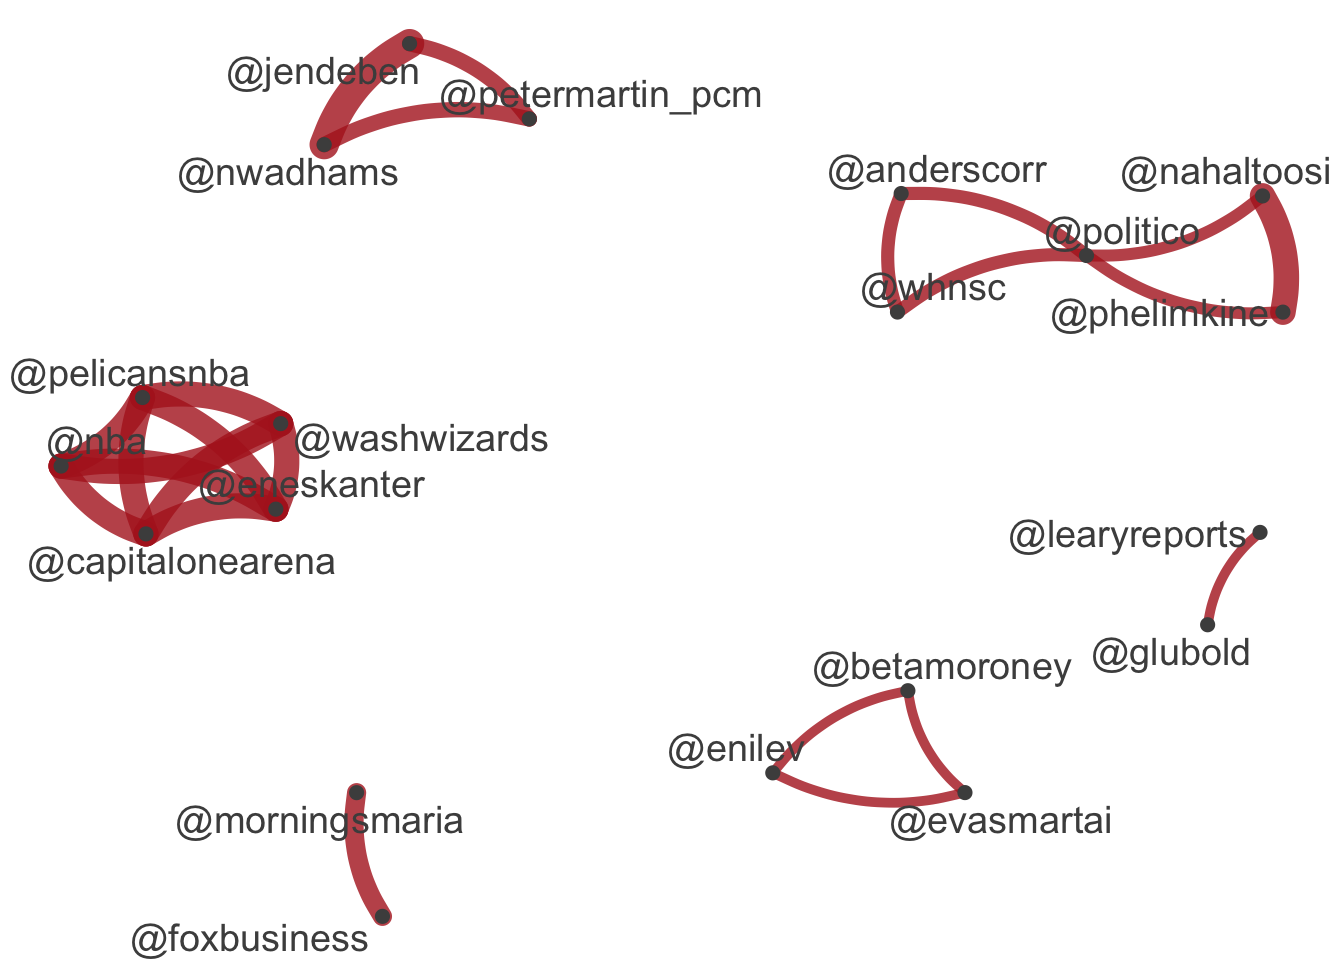 @jendeben
@petermartin_pcm
@nwadhams
@anderscorr
@nahaltoosi
@politico
@whnsc
@phelimkine
@pelicansnba
@nba
@washwizards
@eneskanter
@capitalonearena
@learyreports
@glubold
@betamoroney
@enilev
@evasmartai
@morningsmaria
@foxbusiness